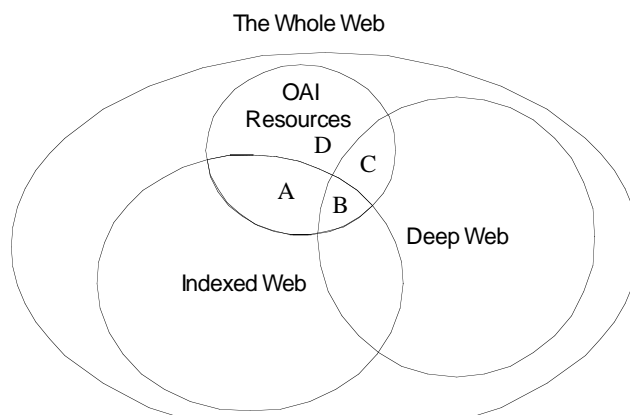 The Whole Web
OAI
Resources
D
C
A
B
Deep Web
Indexed Web